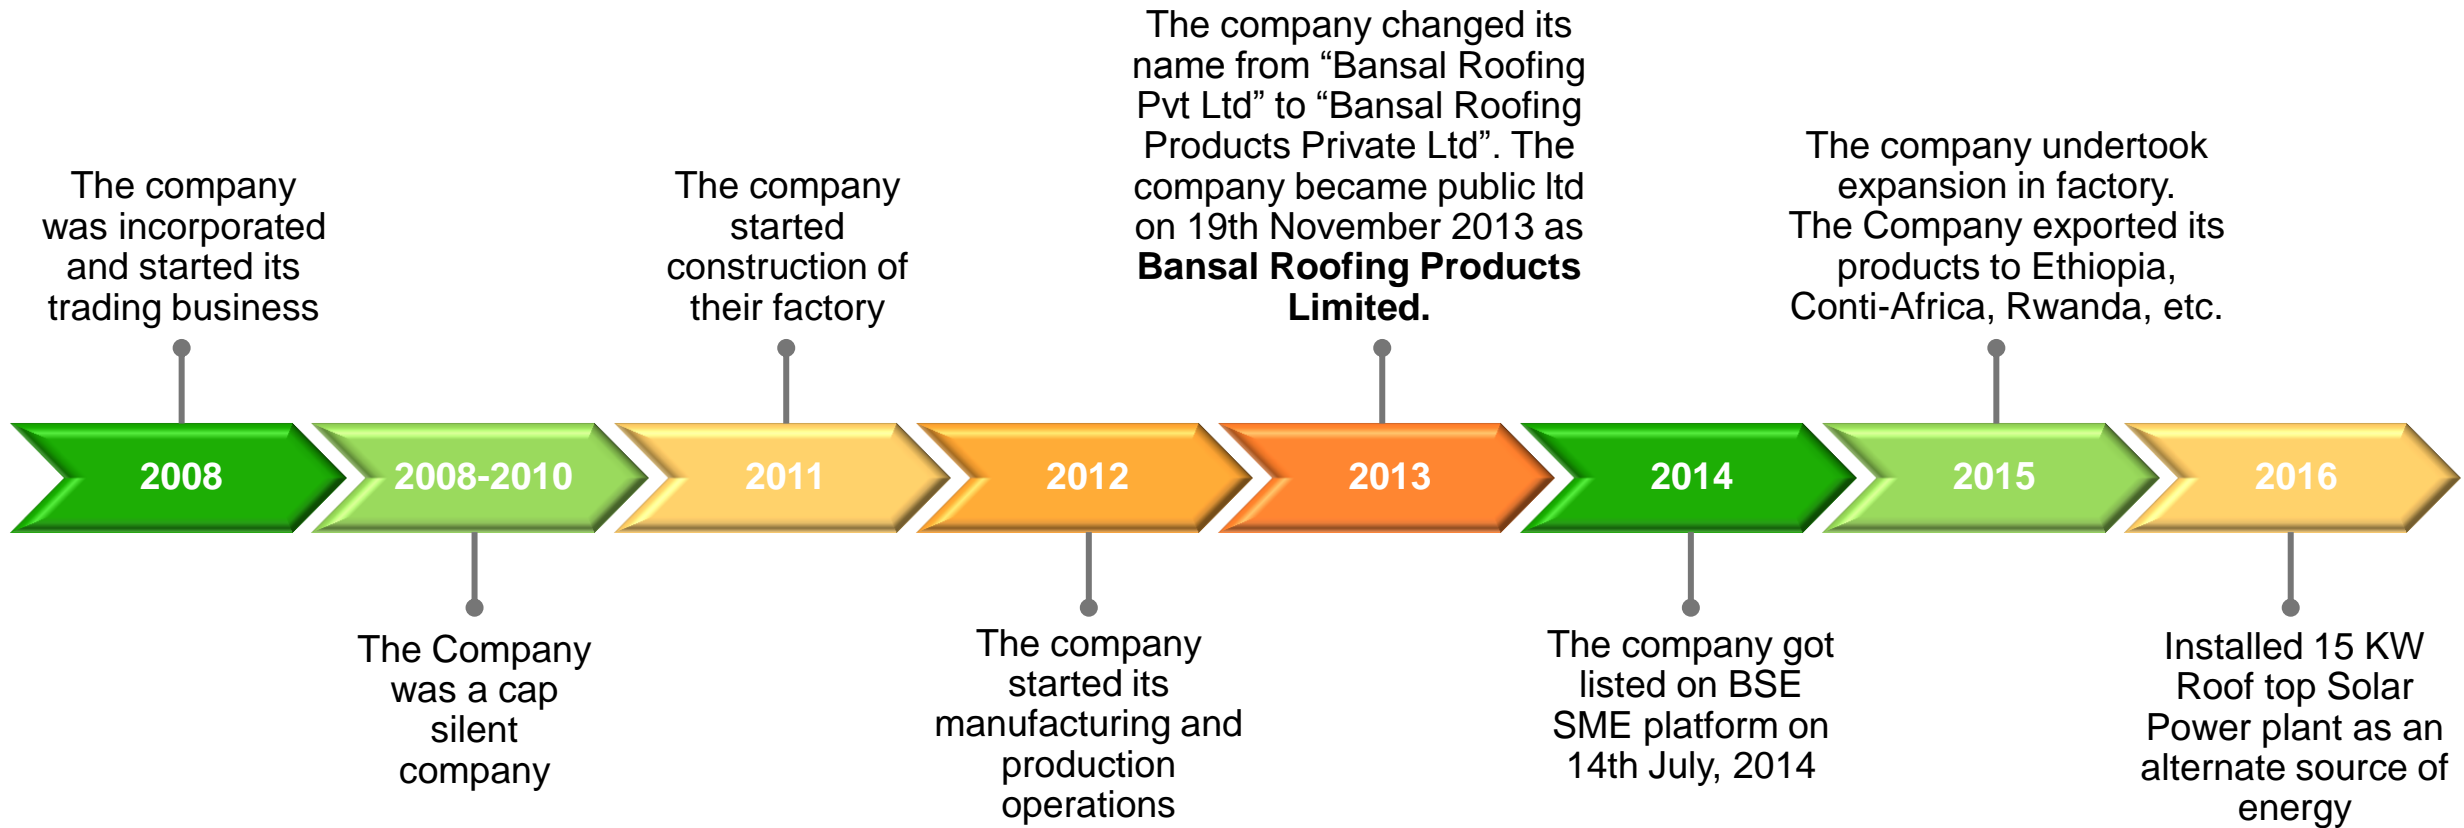 The company changed its
name from “Bansal Roofing
Pvt Ltd” to “Bansal Roofing
Products Private Ltd”. The
company became public ltd
on 19th November 2013 as
Bansal Roofing Products
Limited.
The company
was incorporated
and started its
trading business
The company
started
construction of
their factory
The company undertook
expansion in factory.
The Company exported its
products to Ethiopia,
Conti-Africa, Rwanda, etc.
2008
2008-2010
2011
2012
2013
2014
2015
2016
The Company
was a cap
silent
company
The company
started its
manufacturing and
production
operations
The company got
listed on BSE
SME platform on
14th July, 2014
Installed 15 KW
Roof top Solar
Power plant as an
alternate source of
energy